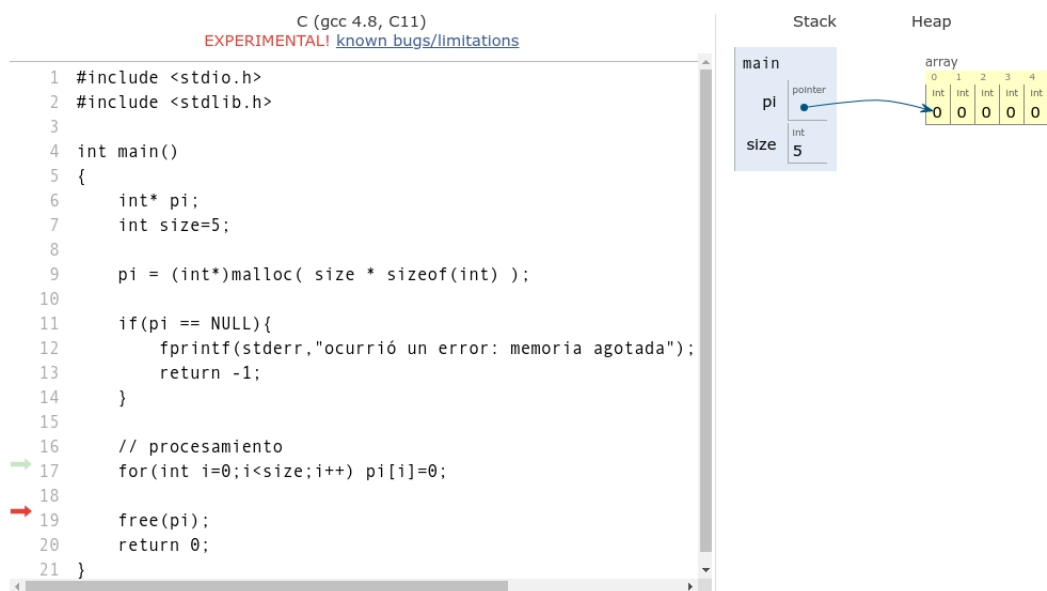 C (gcc 4.8, C11)
EXPERIMENTAL! known bugs/limitations
1 #include <stdio.h>
2 #include <stdlib.h>
3
4 int main()
5 {
6 int* pi;
7 int size=5;
8
9 pi = (int*)malloc( size * sizeof(int) );
10
11 if(pi == NULL){
12 fprintf(stderr,"ocurrió un error: memoria agotada");
13 return -1;
14 }
15
16 // procesamiento
17 for(int i=0;i<size;i++) pi[i]=0;
18
19 free(pi);
20 return 0;
21 }
Stack Heap
main
pi pointer
size int
5
array
0 1 2 3 4
int int int int int
0 0 0 0 0